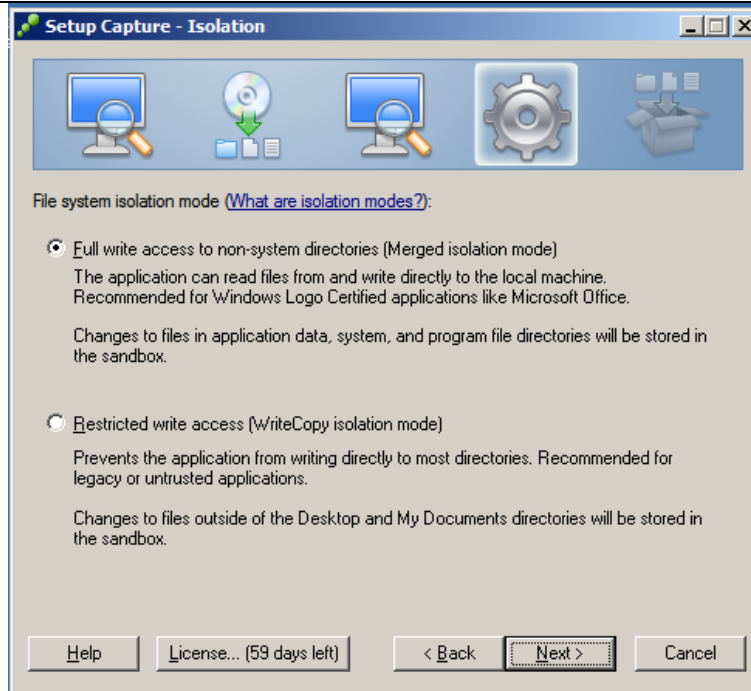 Setup Capture - Isolation
File system isolation mode (What are isolation modes?):
Full write access to non-system directories (Merged isolation mode)
The application can read files from and write directly to the local machine.
Recommended for Windows Logo Certified applications like Microsoft Office.
Changes to files in application data, system, and program file directories will be stored in
the sandbox.
Restricted write access (WriteCopy isolation mode)
Prevents the application from writing directly to most directories. Recommended for
legacy or untrusted applications.
Changes to files outside of the Desktop and My Documents directories will be stored in
the sandbox.
Help License... (59 days left) < Back Next > Cancel